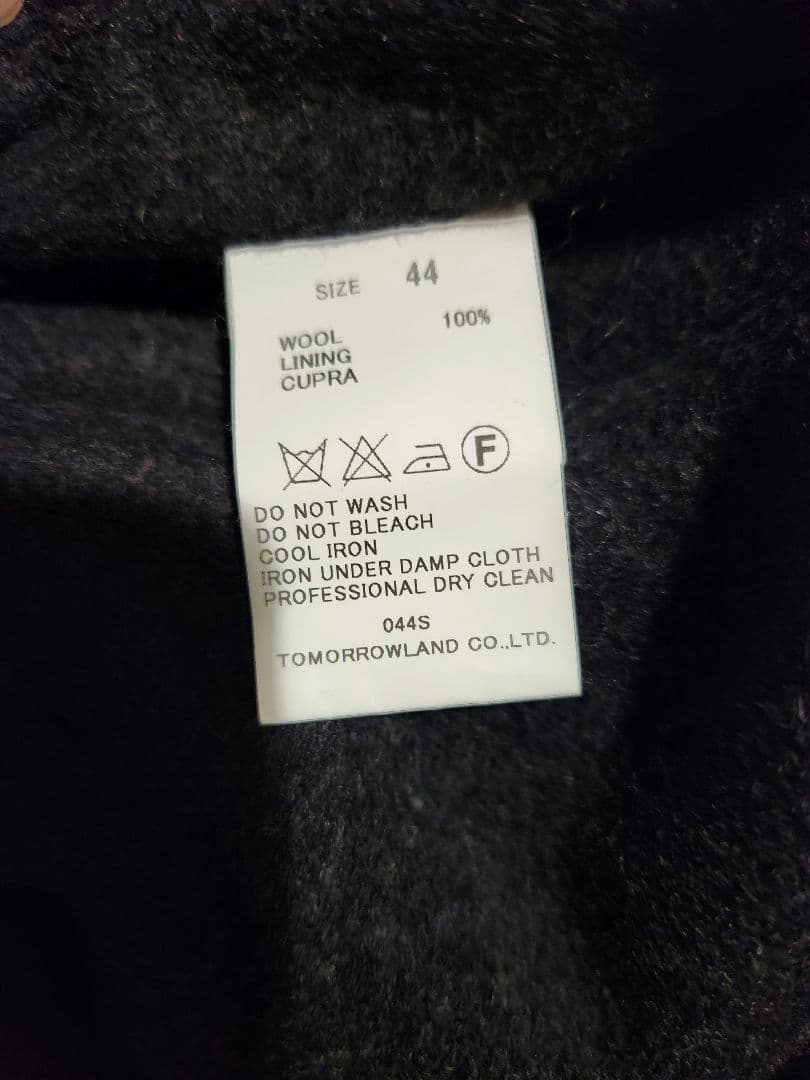 SIZE 44
WOOL 100%
LINING
CUPRA
F
DO NOT WASH
DO NOT BLEACH
COOL IRON
IRON UNDER DAMP CLOTH
PROFESSIONAL DRY CLEAN
044S
TOMORROWLAND CO.,LTD.